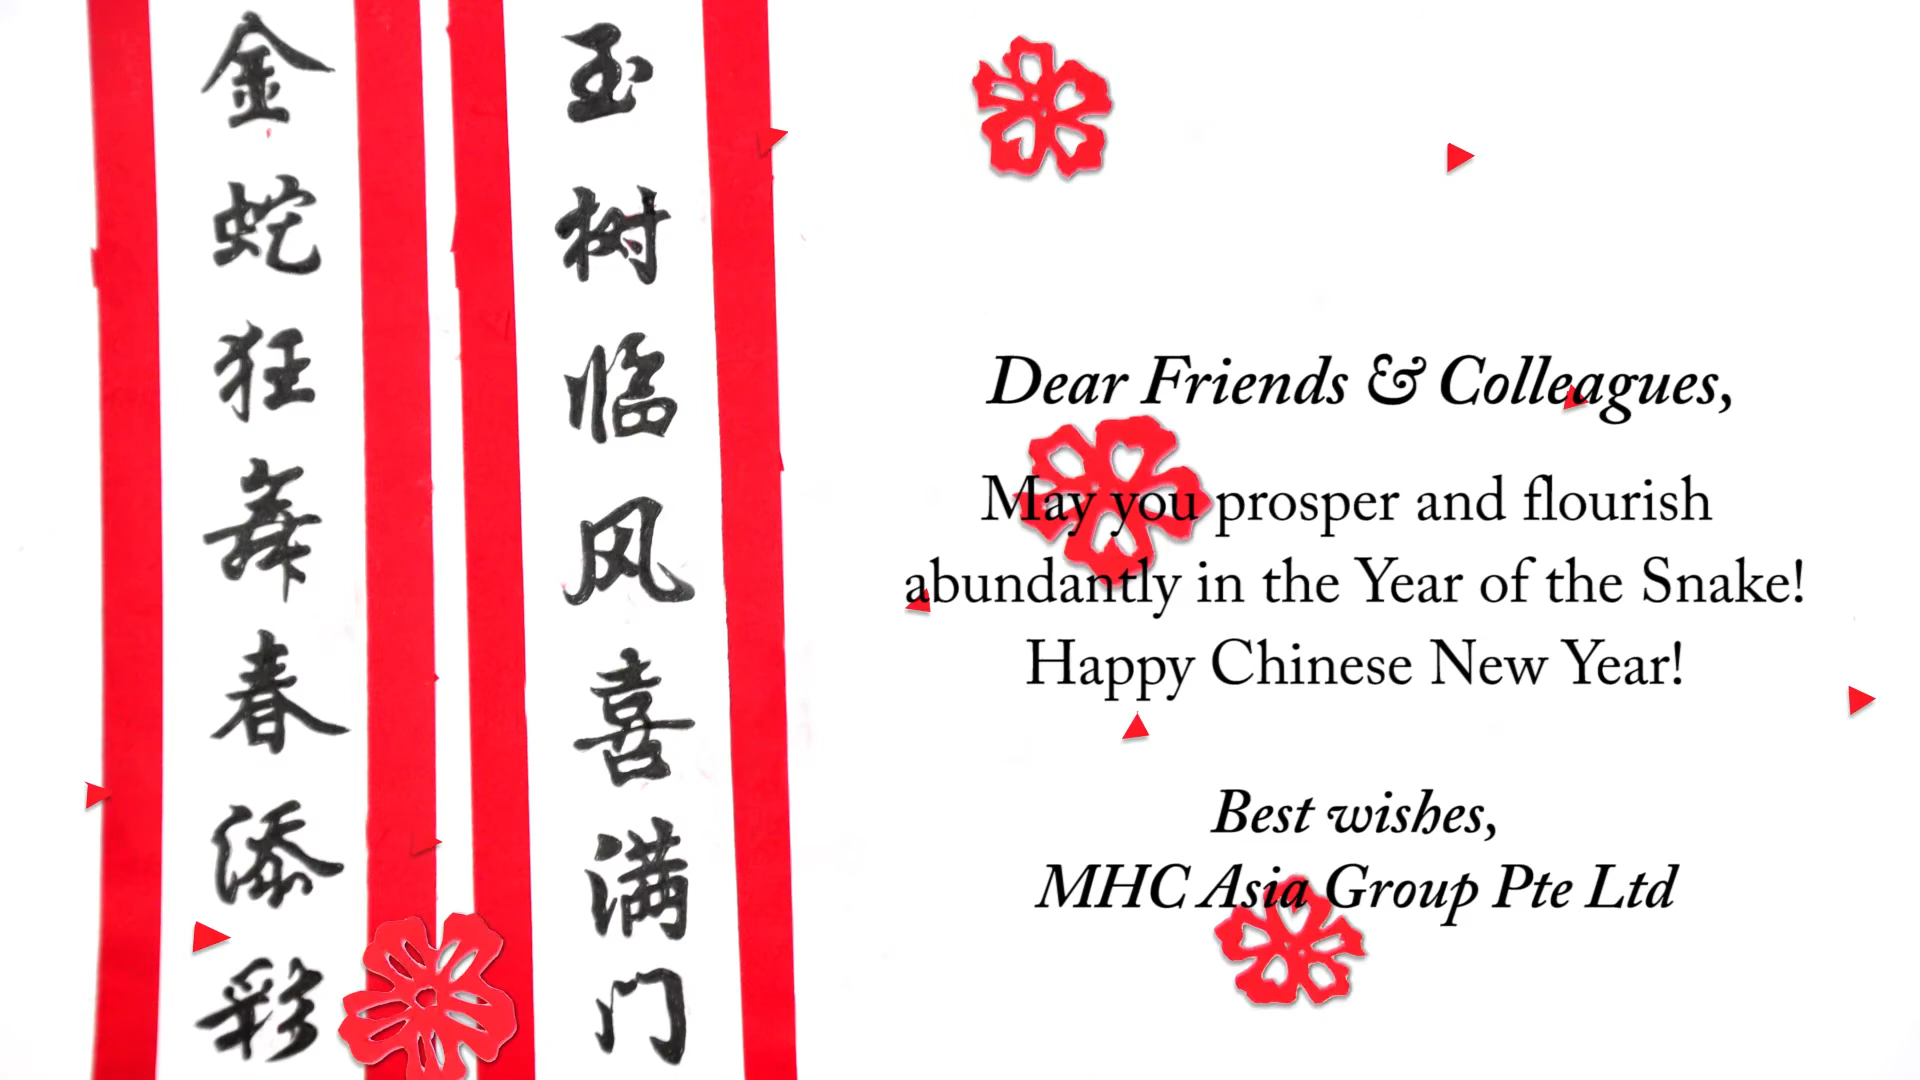 金蛇狂舞春添彩
玉树临风喜满门
Dear Friends & Colleagues,
May you prosper and flourish
abundantly in the Year of the Snake!
Happy Chinese New Year!
Best wishes,
MHC Asia Group Pte Ltd